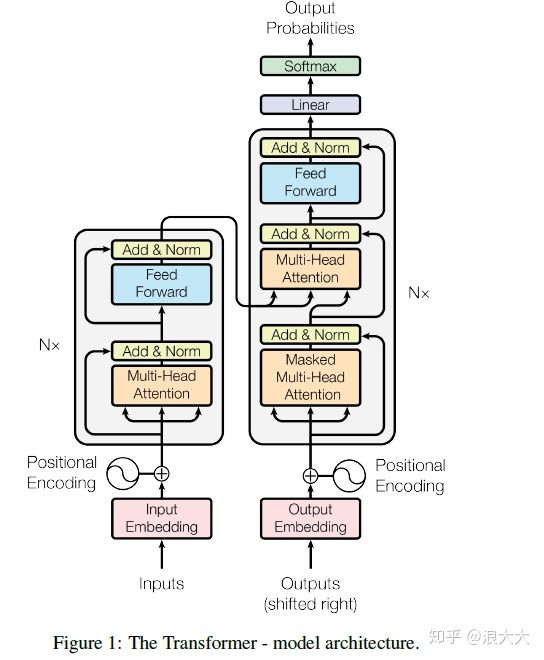 Output
Probabilities
Softmax
Linear
Add & Norm
Feed
Forward
Add & Norm
Multi-Head
Attention
Nx
Add & Norm
Masked
Multi-Head
Attention
Add & Norm
Feed
Forward
Nx
Add & Norm
Multi-Head
Attention
Positional
Encoding
Positional
Encoding
Input
Embedding
Output
Embedding
Inputs
Outputs
(shifted right)
Figure 1: The Transformer - model architecture.
知乎 @浪大大